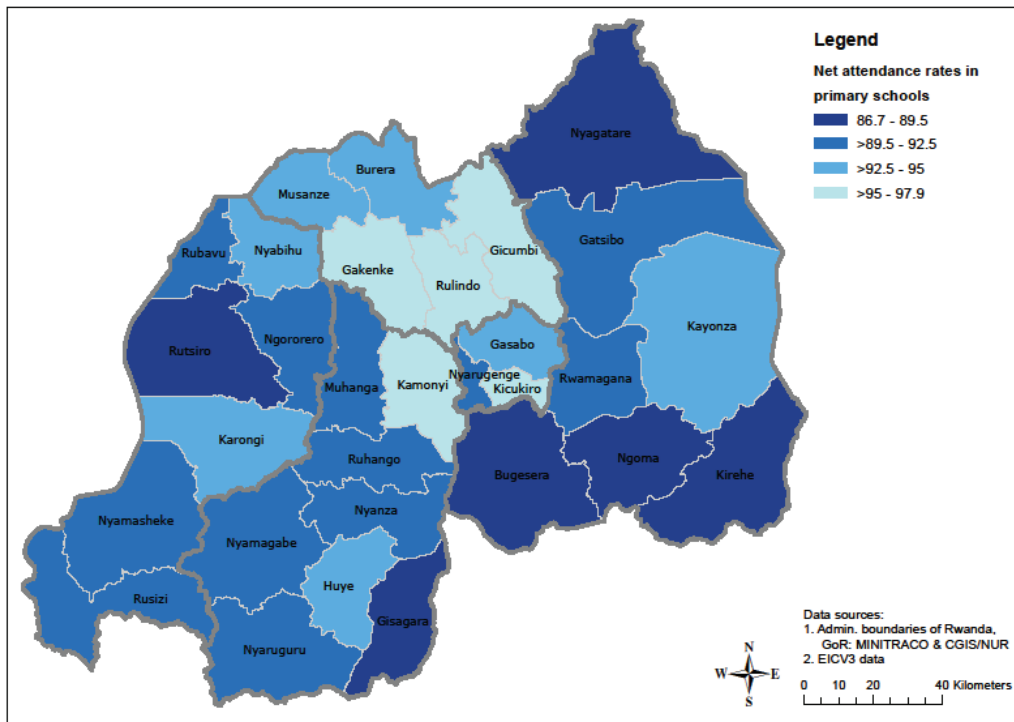 Legend
Net attendance rates in
primary schools
86.7 - 89.5
>89.5 - 92.5
>92.5 - 95
>95 - 97.9
Nyagatare
Burera
Musanze
Gatsibo
Gicumbi
Nyabihu
Rubavu
Gakenke
Rulindo
Kayonza
Ngororero
Gasabo
Rutsiro
Nyarugenge
Rwamagana
Muhanga
Kamonyi
Kicukiro
Karongi
Ruhango
Ngoma
Bugesera
Kirehe
Nyanza
Nyamasheke
Nyamagabe
Huye
Rusizi
Gisagara
Nyaruguru
Data sources:
1. Admin. boundaries of Rwanda,
GoR: MINITRACO & CGIS/NUR
2. EICV3 data
N
W
E
S
0 10 20 40 Kilometers